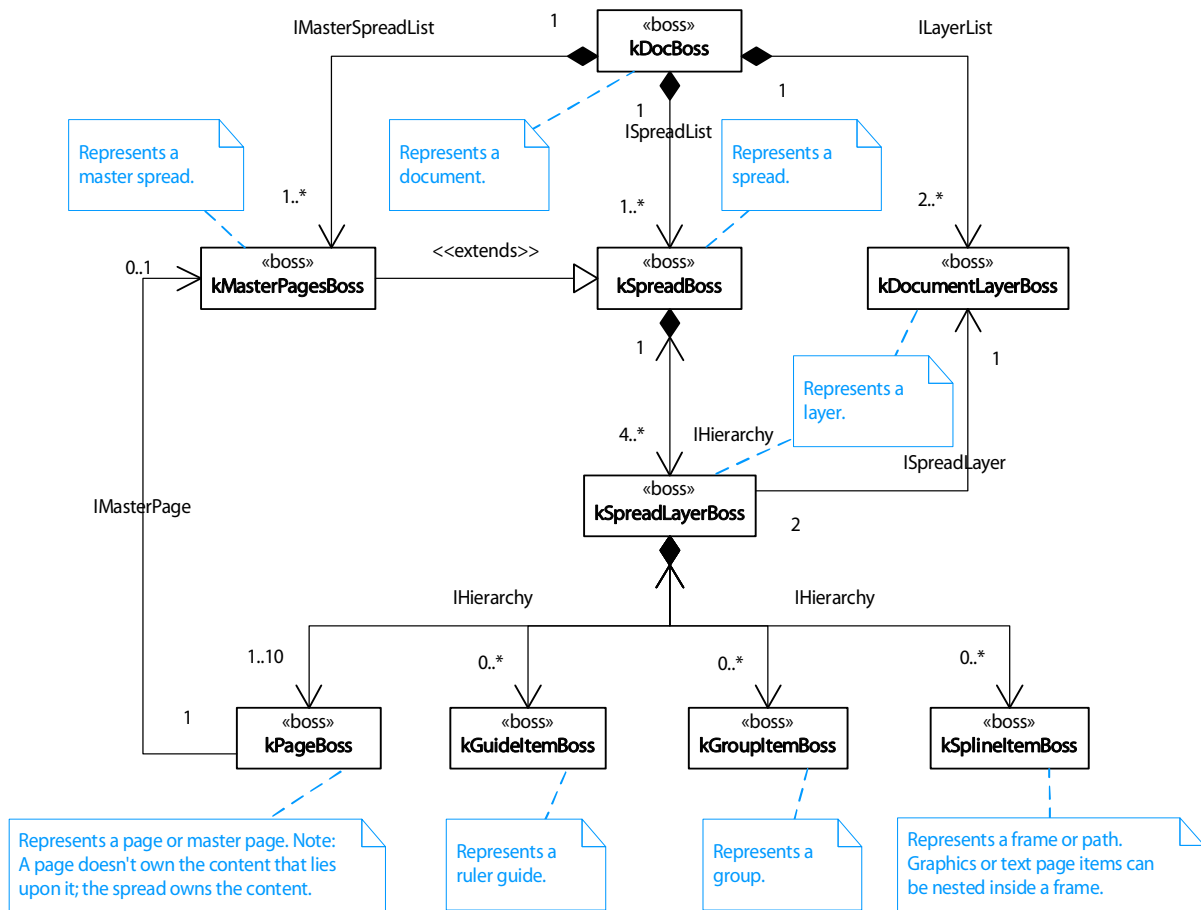 IMasterSpreadList
1
«boss»
kDocBoss
ILayerList
1
1
ISpreadList
Represents a
master spread.
Represents a
document.
Represents a
spread.
1..*
1..*
2..*
<<extends>>
0..1
«boss»
kMasterPagesBoss
«boss»
kSpreadBoss
«boss»
kDocumentLayerBoss
1
1
Represents a
layer.
4..*
IHierarchy
ISpreadLayer
«boss»
kSpreadLayerBoss
IMasterPage
2
IHierarchy
IHierarchy
1..10
0..*
0..*
0..*
1
«boss»
kPageBoss
«boss»
kGuideItemBoss
«boss»
kGroupItemBoss
«boss»
kSplineItemBoss
Represents a page or master page. Note:
A page doesn't own the content that lies
upon it; the spread owns the content.
Represents a
ruler guide.
Represents a
group.
Represents a frame or path.
Graphics or text page items can
be nested inside a frame.